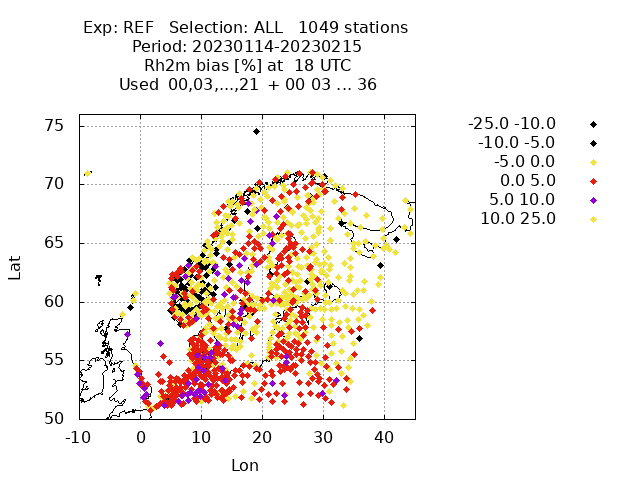 Exp: REF Selection: ALL 1049 stations
Period: 20230114-20230215
Rh2m bias [%] at 18 UTC
Used 00,03,...,21 + 00 03 ... 36
-25.0 -10.0
-10.0 -5.0
-5.0 0.0
0.0 5.0
5.0 10.0
10.0 25.0
75
70
65
60
55
50
Lat
-10 0 10 20 30 40
Lon